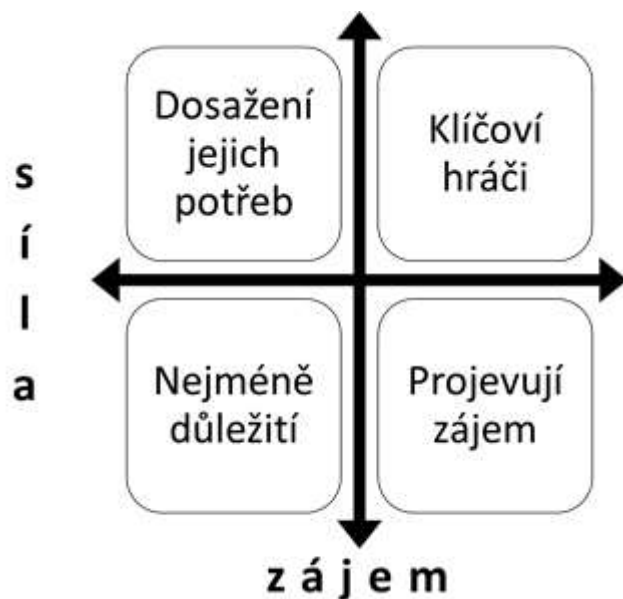 Dosažení
jejich
potřeb
Klíčoví
hráči
s
í
l
a
Nejméně
důležití
Projevují
zájem
z á j e m